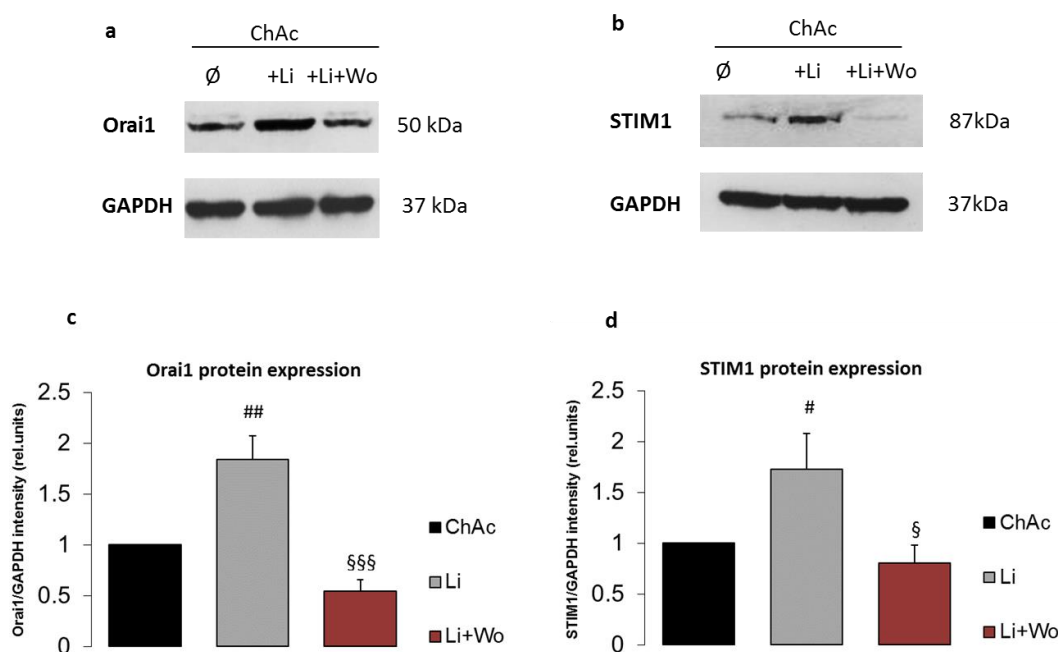 a
ChAc
Ø +Li +Li+Wo
Orai1 50 kDa
GAPDH 37 kDa
b
ChAc
Ø +Li +Li+Wo
STIM1 87kDa
GAPDH 37kDa
c
Orai1 protein expression
Orai1/GAPDH intensity (rel.units)
2.5
2
1.5
1
0.5
0
##
§§§
ChAc
Li
Li+Wo
d
STIM1 protein expression
STIM1/GAPDH intensity (rel.units)
2.5
2
1.5
1
0.5
0
#
§
ChAc
Li
Li+Wo